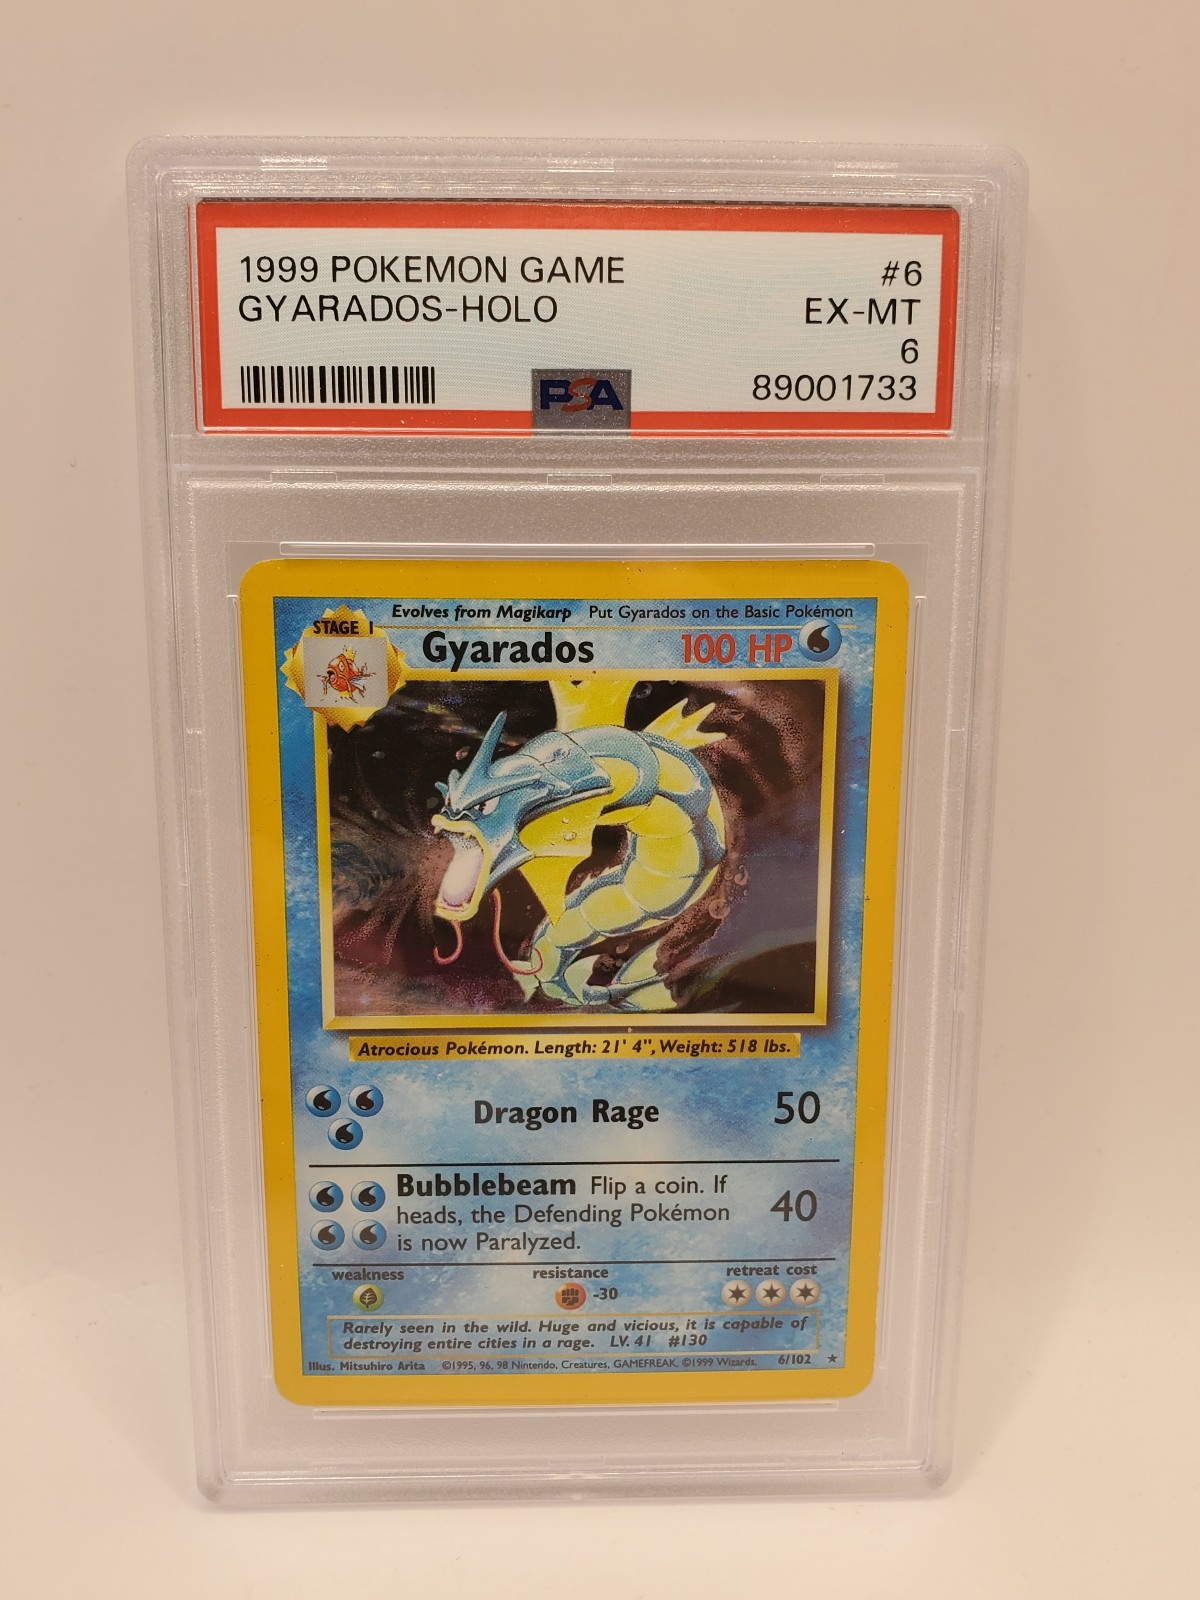 1999 POKEMON GAME #6
GYARADOS-HOLO EX-MT
6
PSA 89001733
Evolves from Magikarp Put Gyarados on the Basic Pokémon
STAGE 1
Gyarados 100 HP
Atrocious Pokémon. Length: 21' 4", Weight: 518 lbs.
Dragon Rage 50
Bubblebeam Flip a coin. If
heads, the Defending Pokémon 40
is now Paralyzed.
weakness resistance retreat cost
-30
Rarely seen in the wild. Huge and vicious, it is capable of
destroying entire cities in a rage. LV. 41 #130
Illus. Mitsuhiro Arita ©1995, 96, 98 Nintendo, Creatures, GAMEFREAK. ©1999 Wizards. 6/102 ★